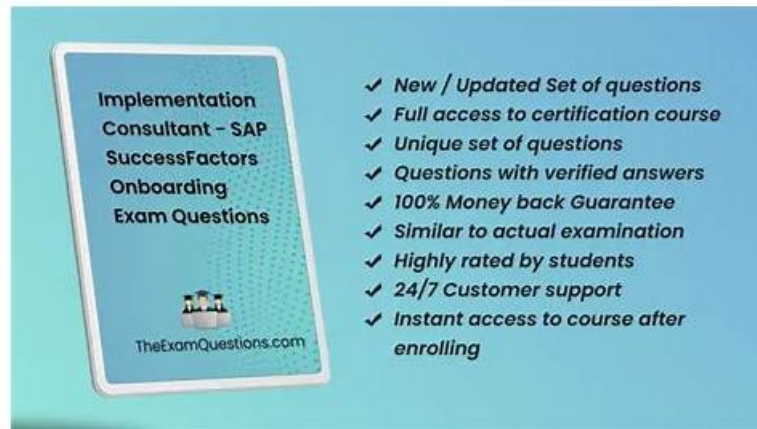 Implementation
Consultant - SAP
SuccessFactors
Onboarding
Exam Questions
TheExamQuestions.com
✔ New / Updated Set of questions
✔ Full access to certification course
✔ Unique set of questions
✔ Questions with verified answers
✔ 100% Money back Guarantee
✔ Similar to actual examination
✔ Highly rated by students
✔ 24/7 Customer support
✔ Instant access to course after
enrolling